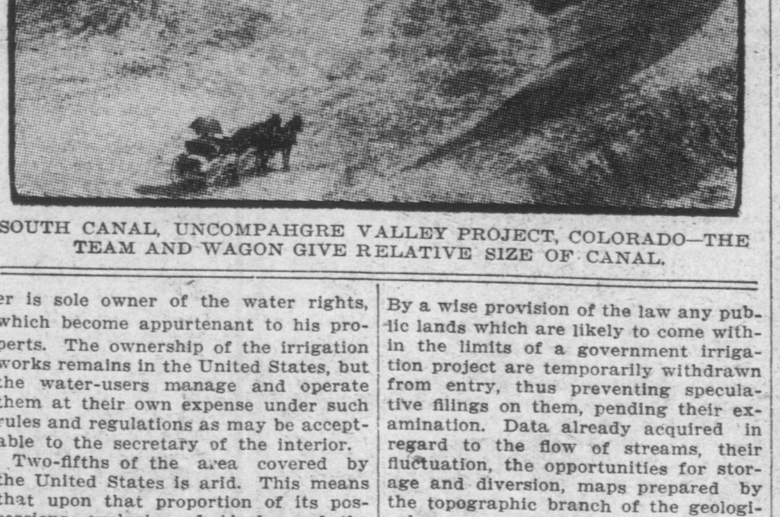 SOUTH CANAL, UNCOMPAHGRE VALLEY PROJECT, COLORADO—THE
TEAM AND WAGON GIVE RELATIVE SIZE OF CANAL.
er is sole owner of the water rights,
which become appurtenant to his pro-
perts. The ownership of the irrigation
works remains in the United States, but
the water-users manage and operate
them at their own expense under such
rules and regulations as may be accept-
able to the secretary of the interior.
Two-fifths of the area covered by
the United States is arid. This means
that upon that proportion of its pos-
By a wise provision of the law any pub-
lic lands which are likely to come with-
in the limits of a government irriga-
tion project are temporarily withdrawn
from entry, thus preventing specula-
tive filings on them, pending their ex-
amination. Data already acquired in
regard to the flow of streams, their
fluctuation, the opportunities for stor-
age and diversion, maps prepared by
the topographic branch of the geologi-